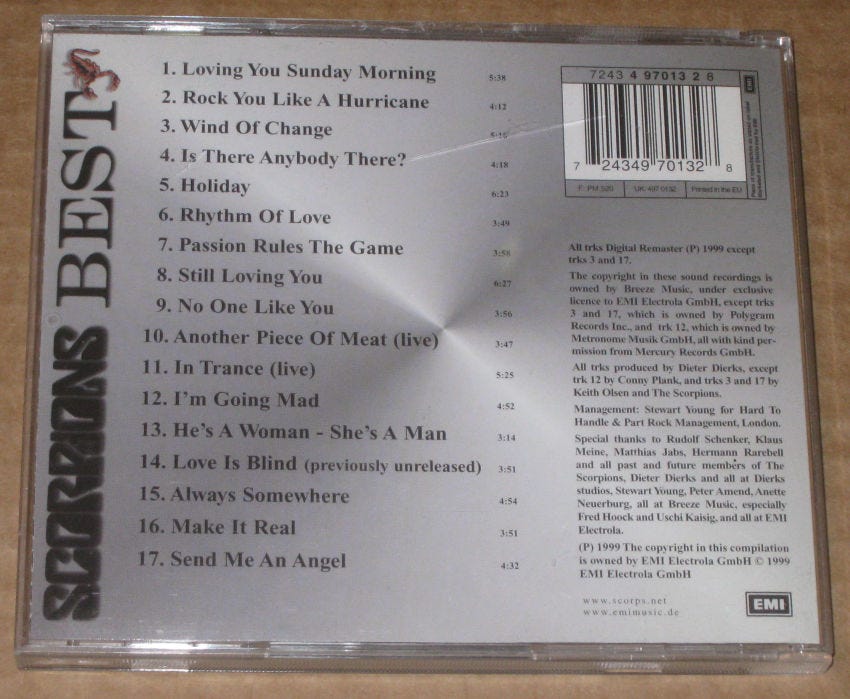 SCORPIONS BEST
1. Loving You Sunday Morning 5:38
2. Rock You Like A Hurricane 4:12
3. Wind Of Change
4. Is There Anybody There? 4:18
5. Holiday 6:23
6. Rhythm Of Love 3:49
7. Passion Rules The Game 3:58
8. Still Loving You 6:27
9. No One Like You 3:56
10. Another Piece Of Meat (live) 3:47
11. In Trance (live) 5:25
12. I'm Going Mad 4:52
13. He's A Woman - She's A Man 3:14
14. Love Is Blind (previously unreleased) 3:51
15. Always Somewhere 4:54
16. Make It Real 3:51
17. Send Me An Angel 4:32
7243 4 97013 2 8
EMI
7 24349 70132 8
F: PM 520 UK: 497 0132 Printed in the EU
All trks Digital Remaster (P) 1999 except
trks 3 and 17.
The copyright in these sound recordings is
owned by Breeze Music, under exclusive
licence to EMI Electrola GmbH, except trks
3 and 17, which is owned by Polygram
Records Inc., and trk 12, which is owned by
Metronome Musik GmbH, all with kind per-
mission from Mercury Records GmbH.
All trks produced by Dieter Dierks, except
trk 12 by Conny Plank, and trks 3 and 17 by
Keith Olsen and The Scorpions.
Management: Stewart Young for Hard To
Handle & Part Rock Management, London.
Special thanks to Rudolf Schenker, Klaus
Meine, Matthias Jabs, Hermann Rarebell
and all past and future members of The
Scorpions, Dieter Dierks and all at Dierks
studios, Stewart Young, Peter Amend, Anette
Neuerburg, all at Breeze Music, especially
Fred Hoock and Uschi Kaisig, and all at EMI
Electrola.
(P) 1999 The copyright in this compilation
is owned by EMI Electrola GmbH © 1999
EMI Electrola GmbH
www.scorps.net
www.emimusic.de
EMI